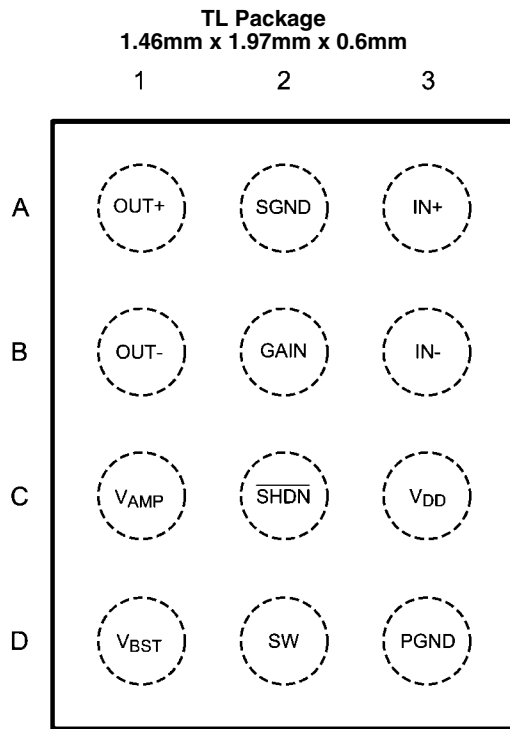 TL Package
1.46mm x 1.97mm x 0.6mm
1 2 3
A OUT+ SGND IN+
B OUT- GAIN IN-
C VAMP SHDN VDD
D VBST SW PGND